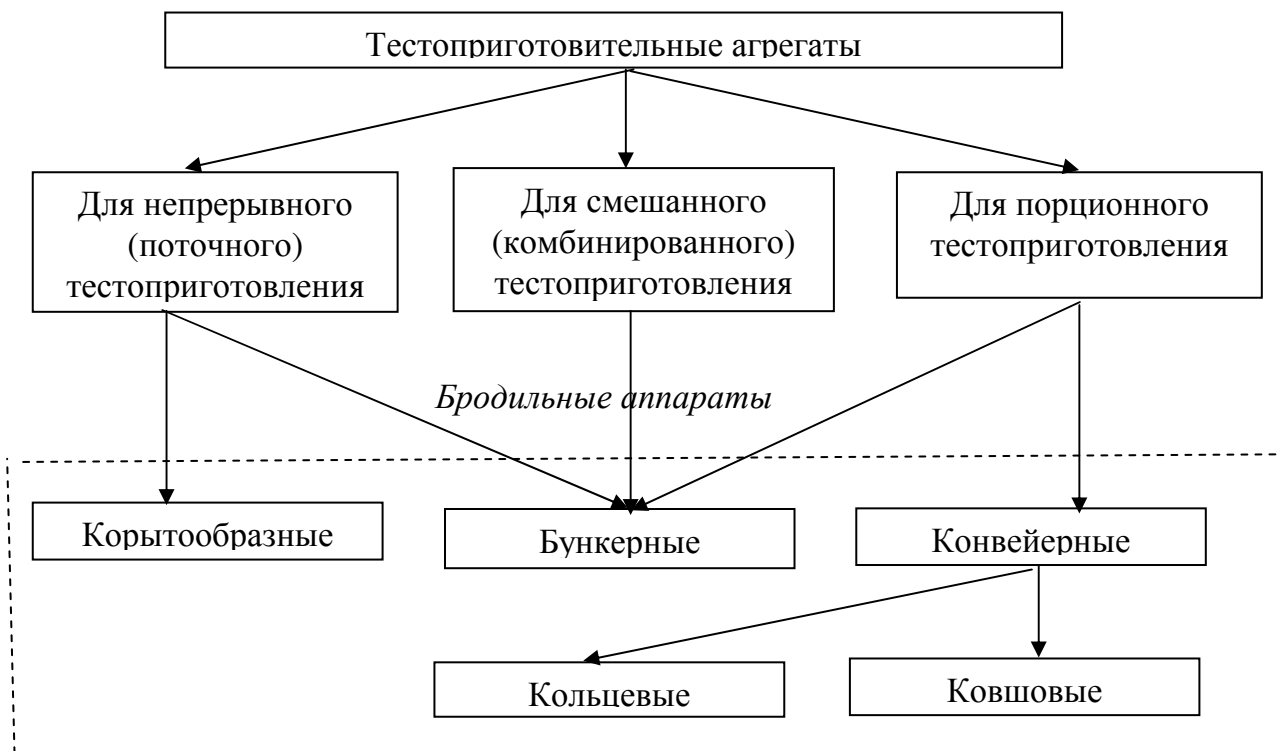 Тестоприготовительные агрегаты
Для непрерывного
(поточного)
тестоприготовления
Для смешанного
(комбинированного)
тестоприготовления
Для порционного
тестоприготовления
Бродильные аппараты
Корытообразные
Бункерные
Конвейерные
Кольцевые
Ковшовые